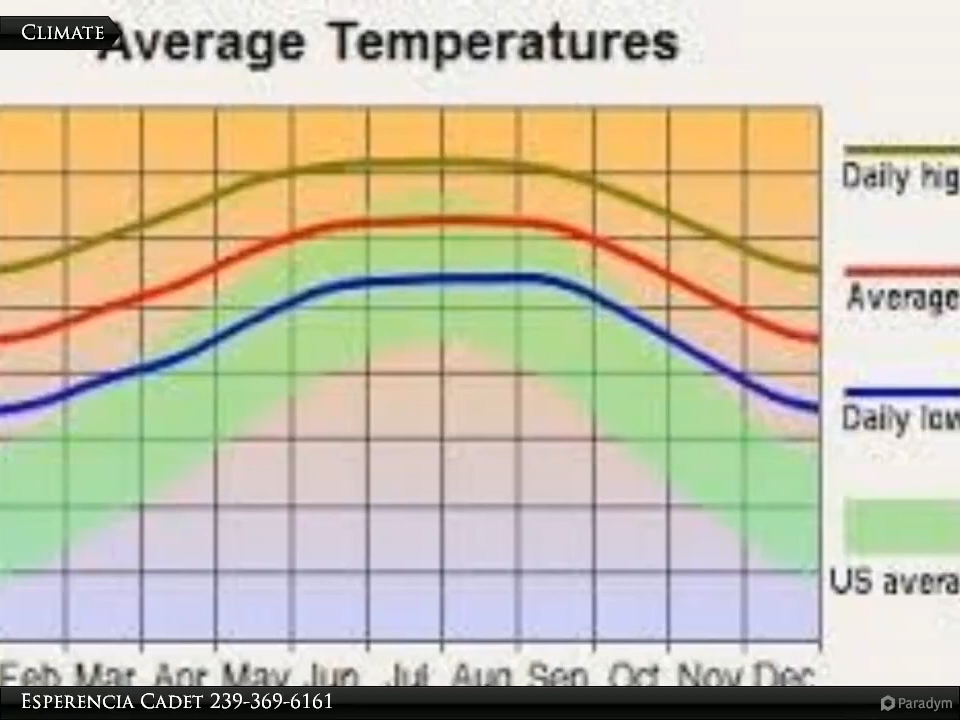 Climate
Average Temperatures
Daily hig
Average
Daily low
US avera
Feb Mar Apr May Jun Jul Aug Sep Oct Nov Dec
Esperencia Cadet 239-369-6161
Paradym